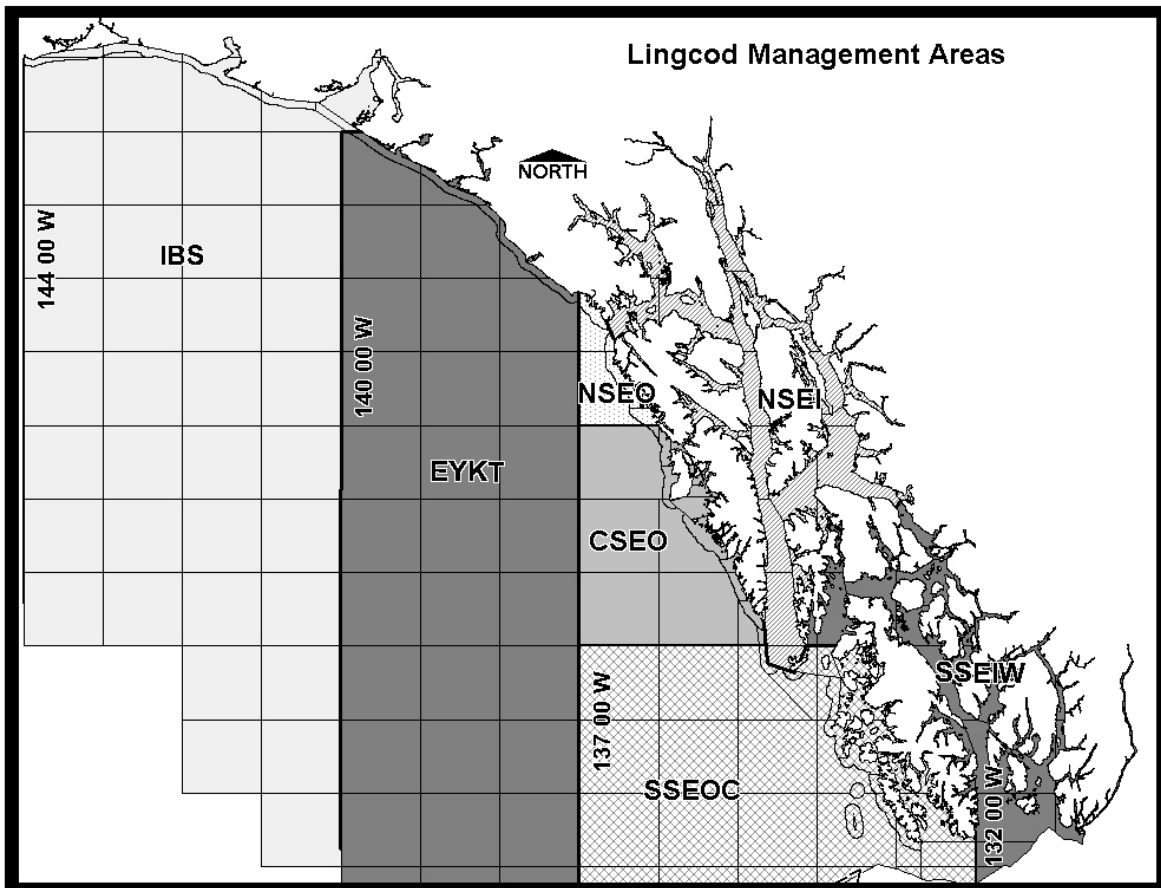 Lingcod Management Areas
NORTH
IBS
144 00 W
140 00 W
NSEO
NSEI
EYKT
CSEO
SSEIW
137 00 W
SSEOC
132 00 W